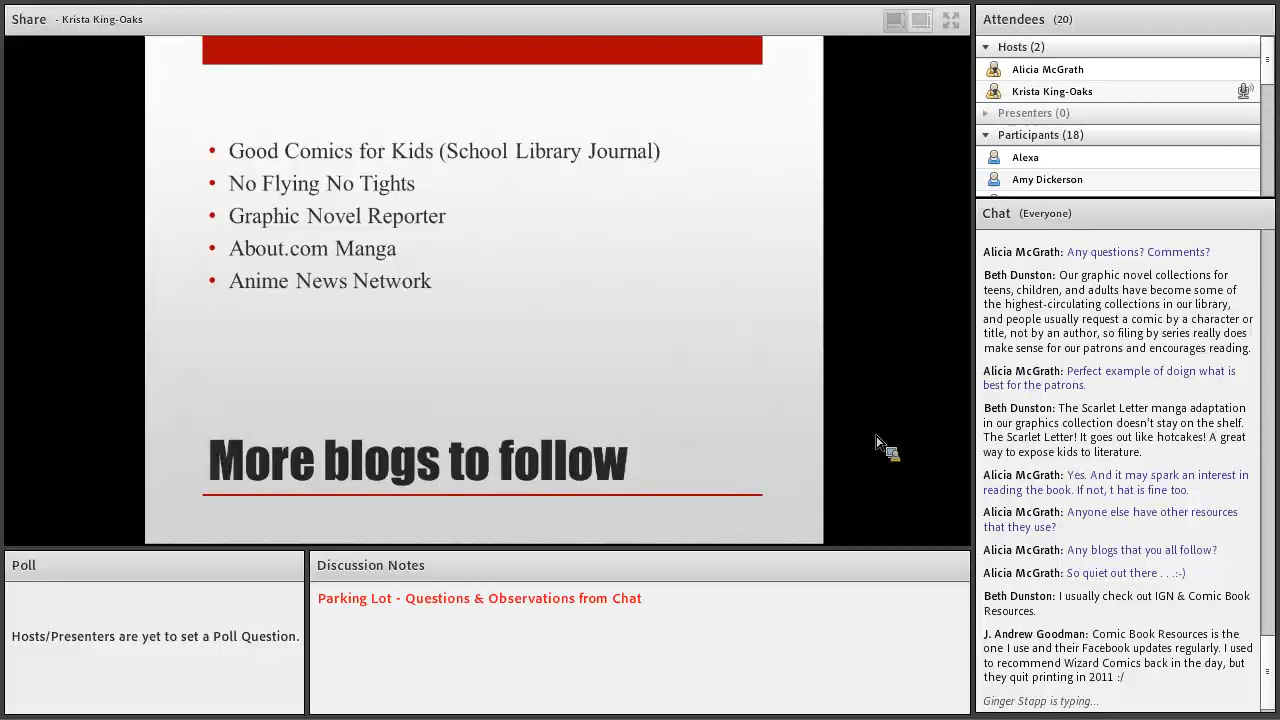 Share - Krista King-Oaks
• Good Comics for Kids (School Library Journal)
• No Flying No Tights
• Graphic Novel Reporter
• About.com Manga
• Anime News Network
More blogs to follow
Poll
Hosts/Presenters are yet to set a Poll Question.
Discussion Notes
Parking Lot - Questions & Observations from Chat
Attendees (20)
Hosts (2)
Alicia McGrath
Krista King-Oaks
Presenters (0)
Participants (18)
Alexa
Amy Dickerson
Chat (Everyone)
Alicia McGrath: Any questions? Comments?
Beth Dunston: Our graphic novel collections for
teens, children, and adults have become some of
the highest-circulating collections in our library,
and people usually request a comic by a character or
title, not by an author, so filing by series really does
make sense for our patrons and encourages reading.
Alicia McGrath: Perfect example of doign what is
best for the patrons.
Beth Dunston: The Scarlet Letter manga adaptation
in our graphics collection doesn't stay on the shelf.
The Scarlet Letter! It goes out like hotcakes! A great
way to expose kids to literature.
Alicia McGrath: Yes. And it may spark an interest in
reading the book. If not, t hat is fine too.
Alicia McGrath: Anyone else have other resources
that they use?
Alicia McGrath: Any blogs that you all follow?
Alicia McGrath: So quiet out there . . .:-)
Beth Dunston: I usually check out IGN & Comic Book
Resources.
J. Andrew Goodman: Comic Book Resources is the
one I use and their Facebook updates regularly. I used
to recommend Wizard Comics back in the day, but
they quit printing in 2011 :/
Ginger Stapp is typing...